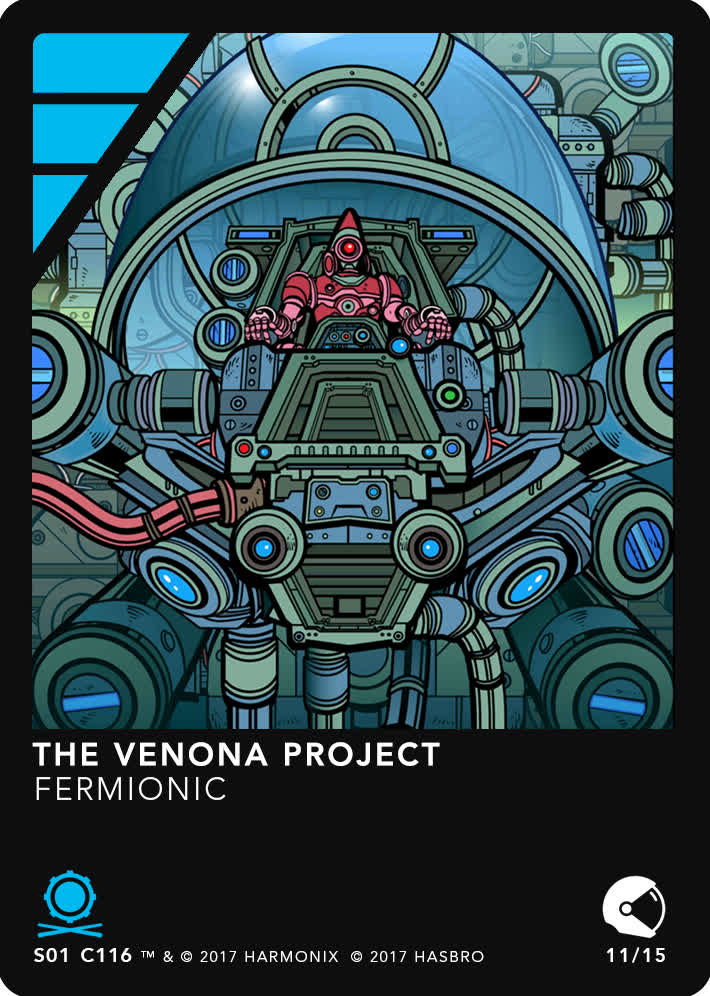 THE VENONA PROJECT
FERMIONIC
S01 C116 ™ & © 2017 HARMONIX © 2017 HASBRO
11/15